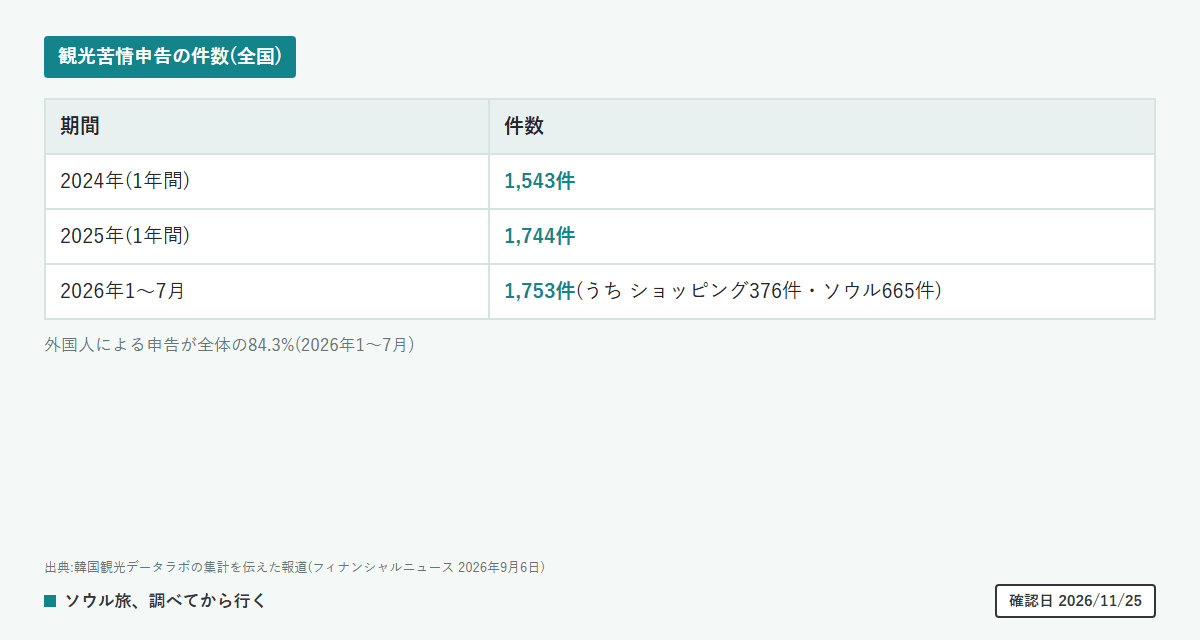 観光苦情申告の件数(全国)
期間 件数
2024年(1年間) 1,543件
2025年(1年間) 1,744件
2026年1〜7月 1,753件(うち ショッピング376件・ソウル665件)
外国人による申告が全体の84.3%(2026年1〜7月)
出典:韓国観光データラボの集計を伝えた報道(フィナンシャルニュース 2026年9月6日)
ソウル旅、調べてから行く
確認日 2026/11/25